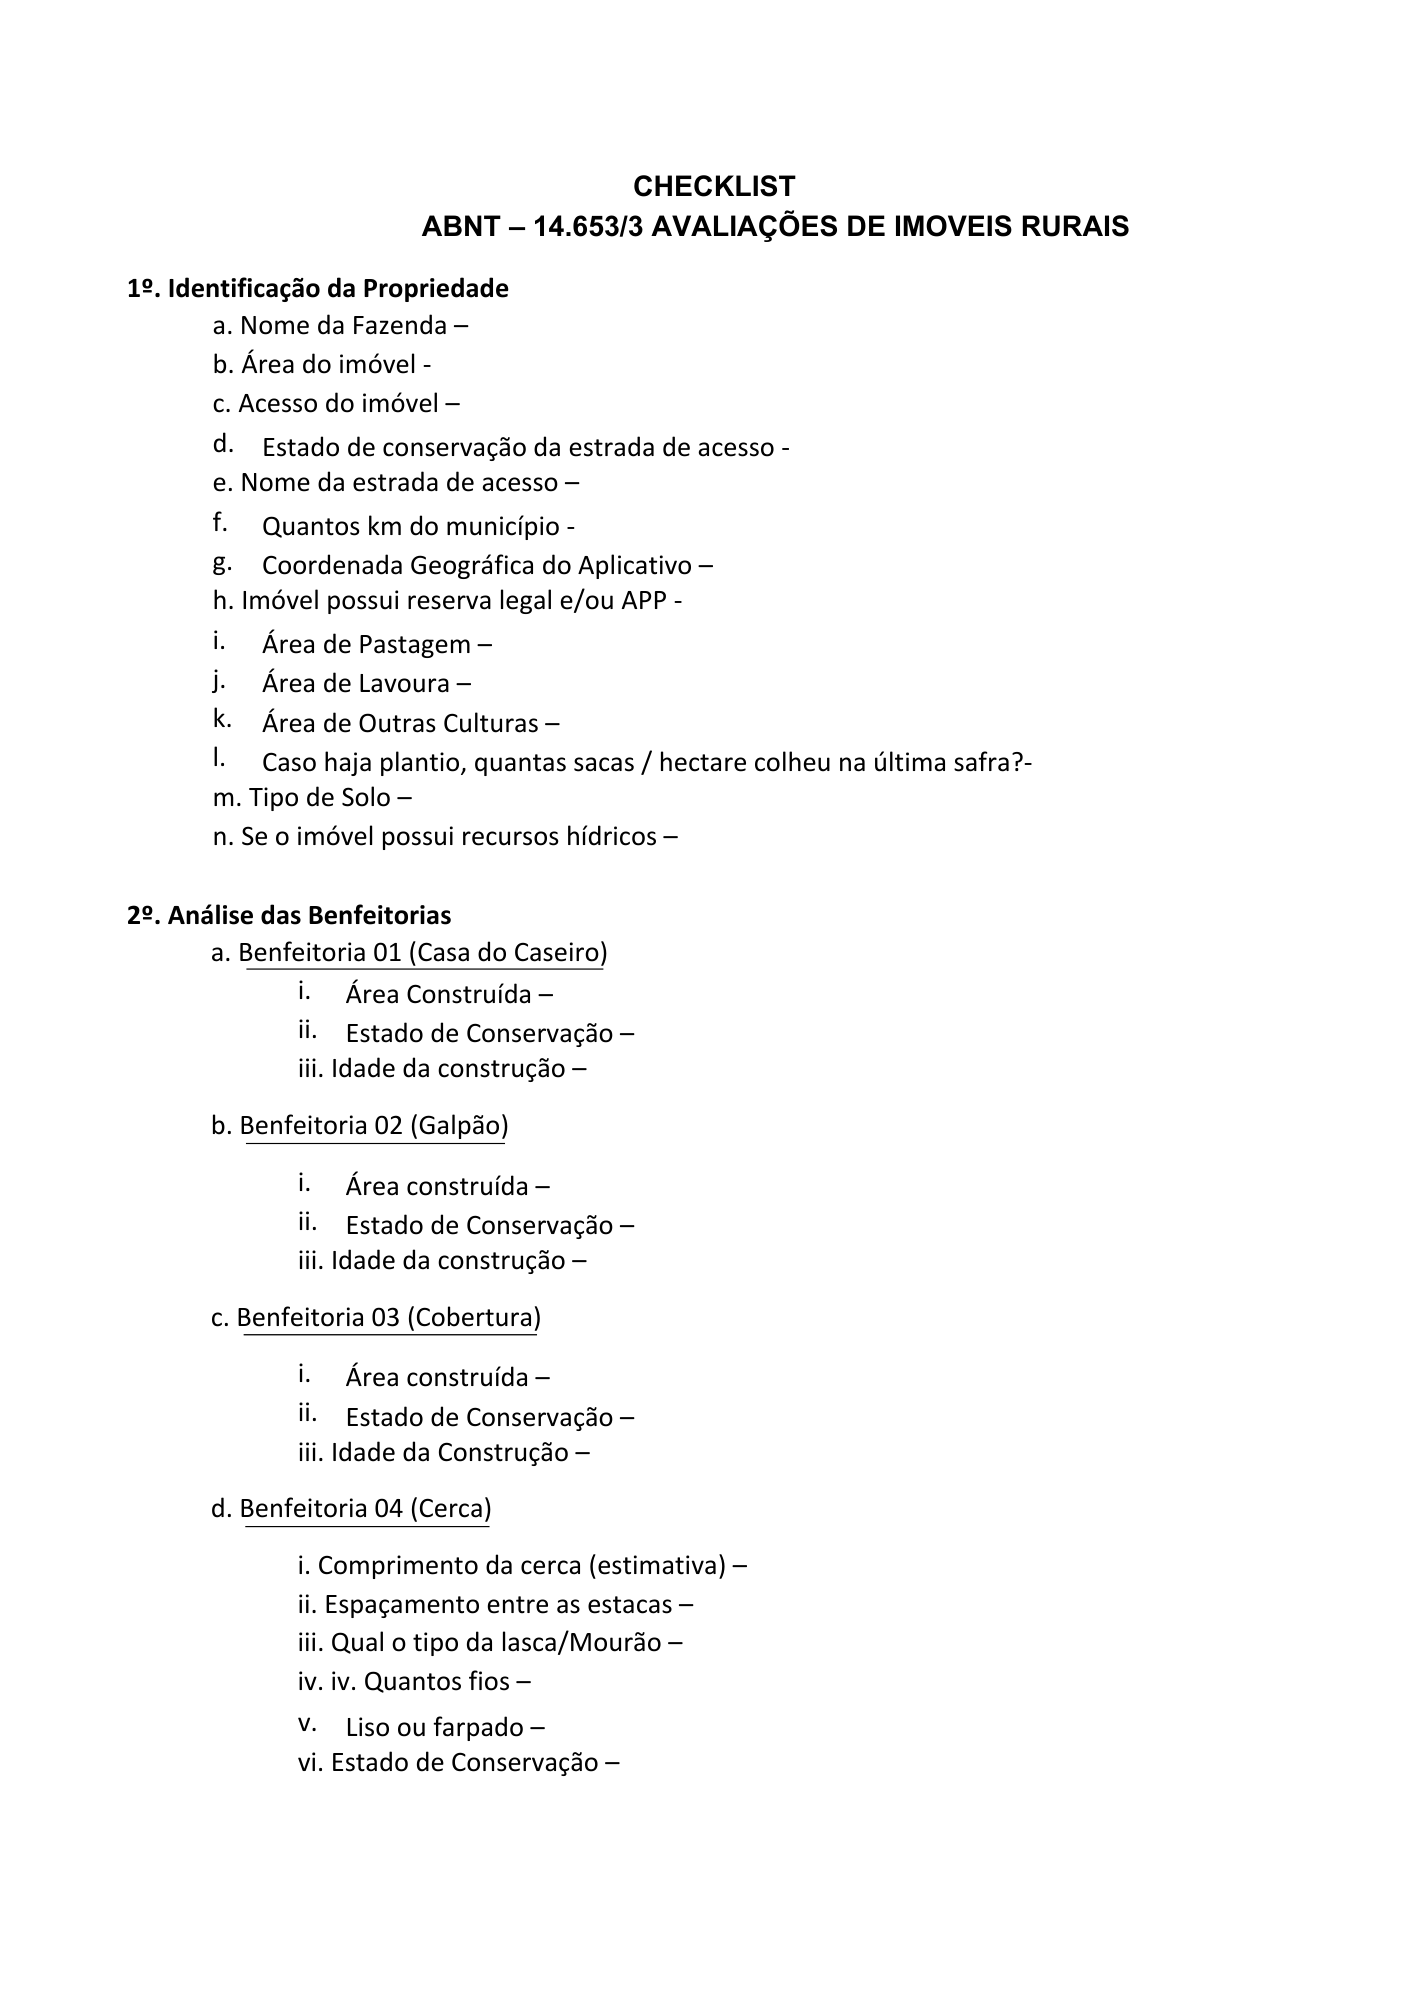 CHECKLIST
ABNT – 14.653/3 AVALIAÇÕES DE IMOVEIS RURAIS
1º. Identificação da Propriedade
a. Nome da Fazenda –
b. Área do imóvel -
c. Acesso do imóvel –
d. Estado de conservação da estrada de acesso -
e. Nome da estrada de acesso –
f. Quantos km do município -
g. Coordenada Geográfica do Aplicativo –
h. Imóvel possui reserva legal e/ou APP -
i. Área de Pastagem –
j. Área de Lavoura –
k. Área de Outras Culturas –
l. Caso haja plantio, quantas sacas / hectare colheu na última safra?-
m. Tipo de Solo –
n. Se o imóvel possui recursos hídricos –
2º. Análise das Benfeitorias
a. Benfeitoria 01 (Casa do Caseiro)
i. Área Construída –
ii. Estado de Conservação –
iii. Idade da construção –
b. Benfeitoria 02 (Galpão)
i. Área construída –
ii. Estado de Conservação –
iii. Idade da construção –
c. Benfeitoria 03 (Cobertura)
i. Área construída –
ii. Estado de Conservação –
iii. Idade da Construção –
d. Benfeitoria 04 (Cerca)
i. Comprimento da cerca (estimativa) –
ii. Espaçamento entre as estacas –
iii. Qual o tipo da lasca/Mourão –
iv. iv. Quantos fios –
v. Liso ou farpado –
vi. Estado de Conservação –